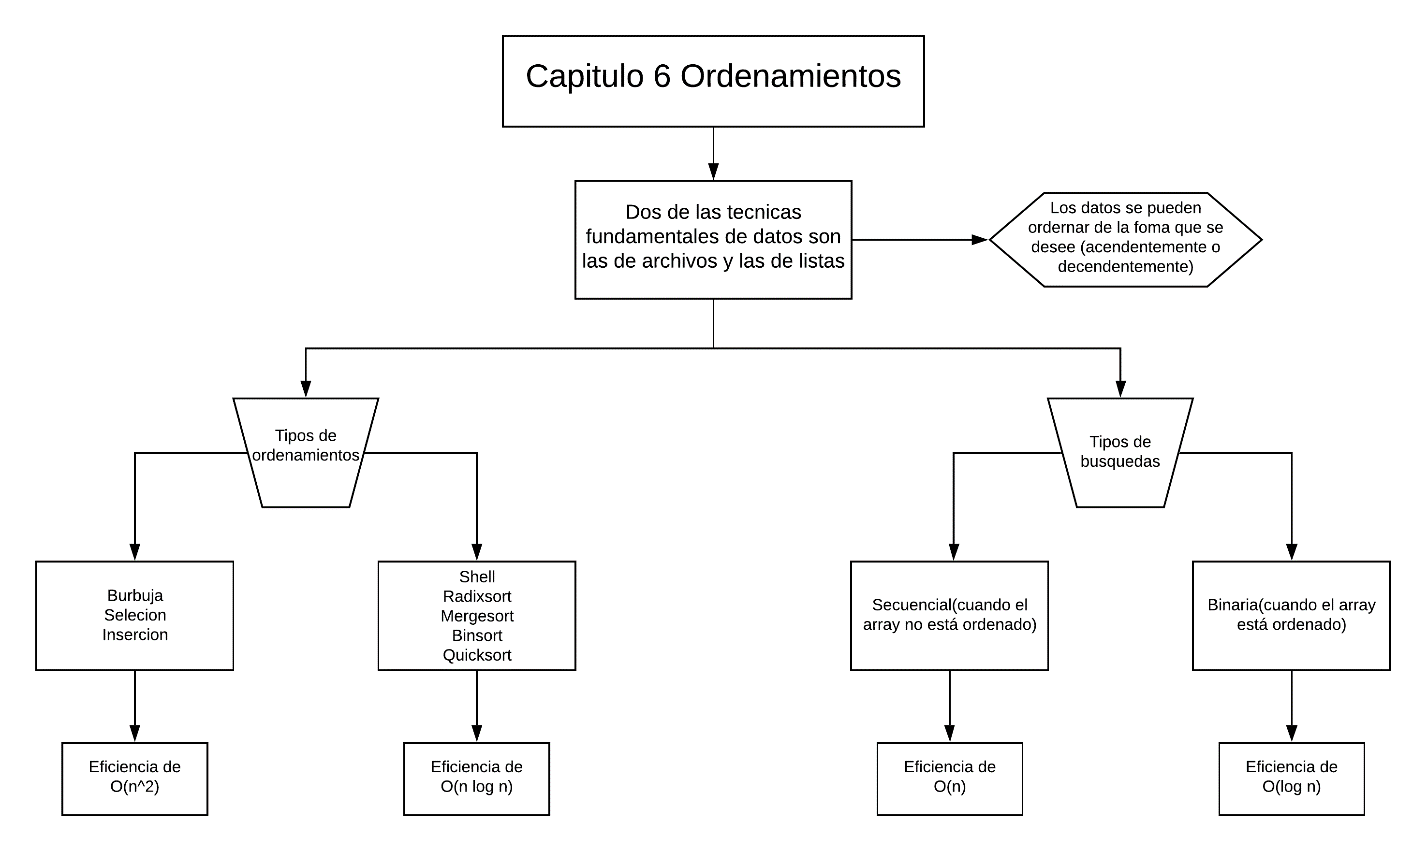 Capitulo 6 Ordenamientos
Dos de las tecnicas
fundamentales de datos son
las de archivos y las de listas
Los datos se pueden
ordernar de la foma que se
desee (acendentemente o
decendentemente)
Tipos de
ordenamientos
Tipos de
busquedas
Burbuja
Selecion
Insercion
Shell
Radixsort
Mergesort
Binsort
Quicksort
Secuencial(cuando el
array no está ordenado)
Binaria(cuando el array
está ordenado)
Eficiencia de
O(n^2)
Eficiencia de
O(n log n)
Eficiencia de
O(n)
Eficiencia de
O(log n)